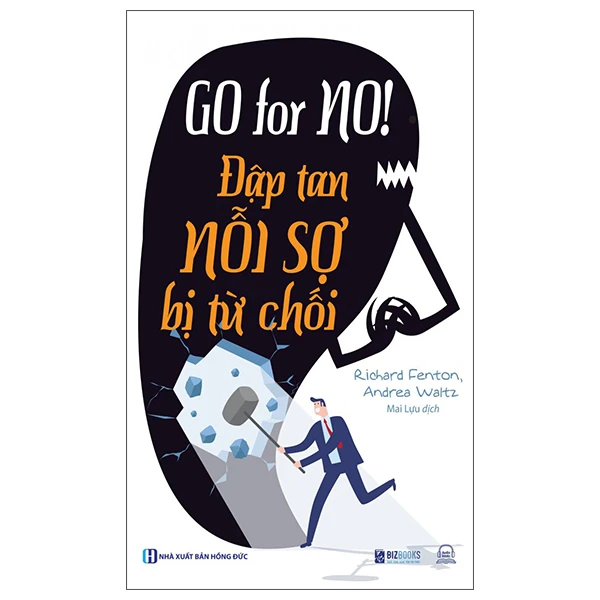 GO for NO!
Đập tan
NỖI SỢ
bị từ chối
Richard Fenton,
Andrea Waltz
Mai Lựu dịch
NHÀ XUẤT BẢN HỒNG ĐỨC
BIZBOOKS